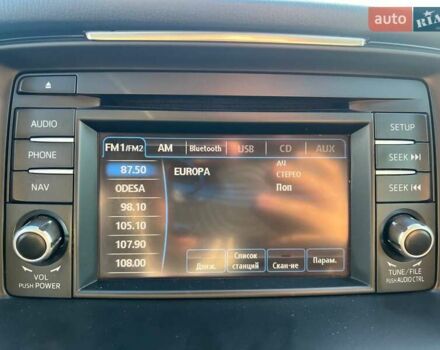 auto RIA
AUDIO
PHONE
NAV
VOL
PUSH POWER
FM1/FM2 AM Bluetooth USB CD AUX
87.50
ODESA
98.10
105.10
107.90
108.00
EUROPA
АЧ
СТЕРЕО
Поп
Диап.
Список станций
Скан-ие
Парам.
SETUP
SEEK
SEEK
TUNE/FILE
PUSH AUDIO CTRL